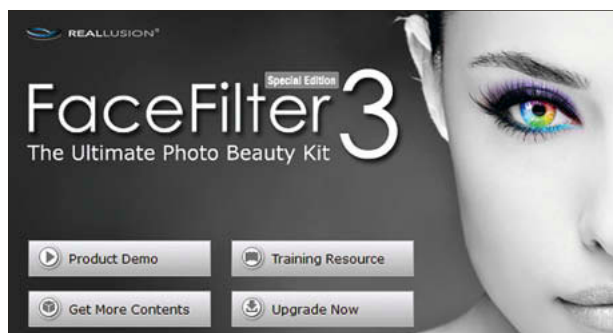 REALLUSION®
Special Edition
FaceFilter 3
The Ultimate Photo Beauty Kit
Product Demo
Training Resource
Get More Contents
Upgrade Now